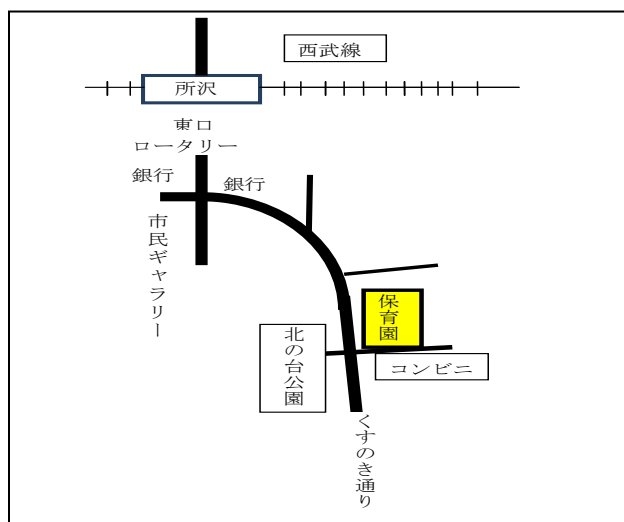 西武線
所沢
東口
ロータリー
銀行
銀行
市民ギャラリー
保育園
北の台公園
コンビニ
くすのき通り